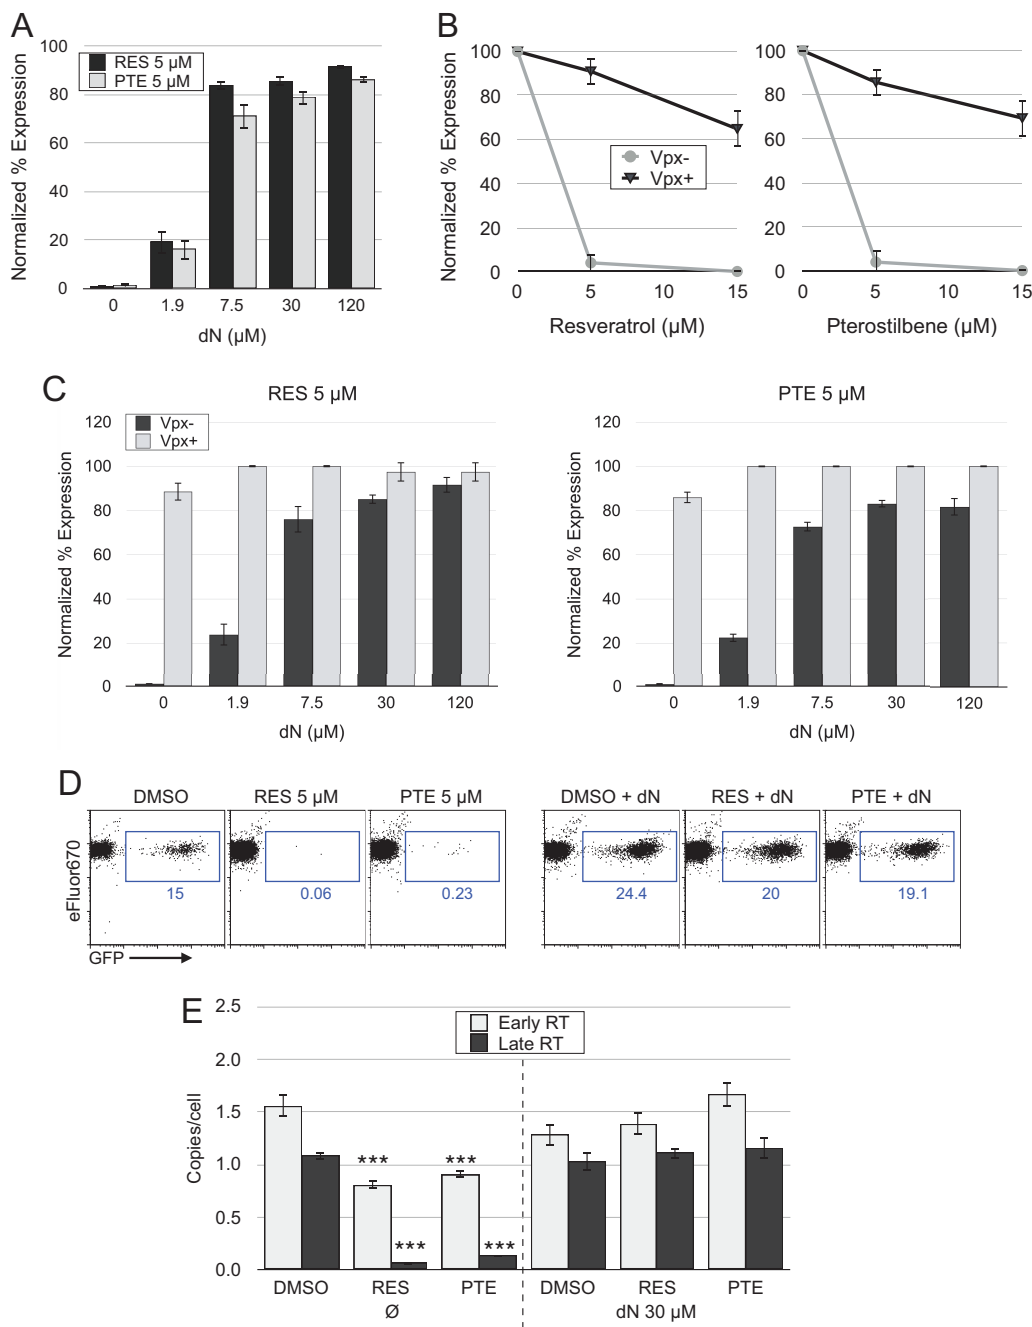 A
100
80
60
40
20
0
Normalized % Expression
RES 5 µM
PTE 5 µM
0 1.9 7.5 30 120
dN (µM)
B
100
80
60
40
20
0
Normalized % Expression
Vpx-
Vpx+
0 5 10 15
Resveratrol (µM)
100
80
60
40
20
0
0 5 10 15
Pterostilbene (µM)
C
RES 5 µM
120
100
80
60
40
20
0
Normalized % Expression
Vpx-
Vpx+
0 1.9 7.5 30 120
dN (µM)
PTE 5 µM
120
100
80
60
40
20
0
Normalized % Expression
0 1.9 7.5 30 120
dN (µM)
D
DMSO RES 5 µM PTE 5 µM DMSO + dN RES + dN PTE + dN
eFluor670
15 0.06 0.23 24.4 20 19.1
GFP
E
2.5
2.0
1.5
1.0
0.5
0.0
Copies/cell
Early RT
Late RT
*** ***
*** ***
DMSO RES PTE DMSO RES PTE
Ø dN 30 µM